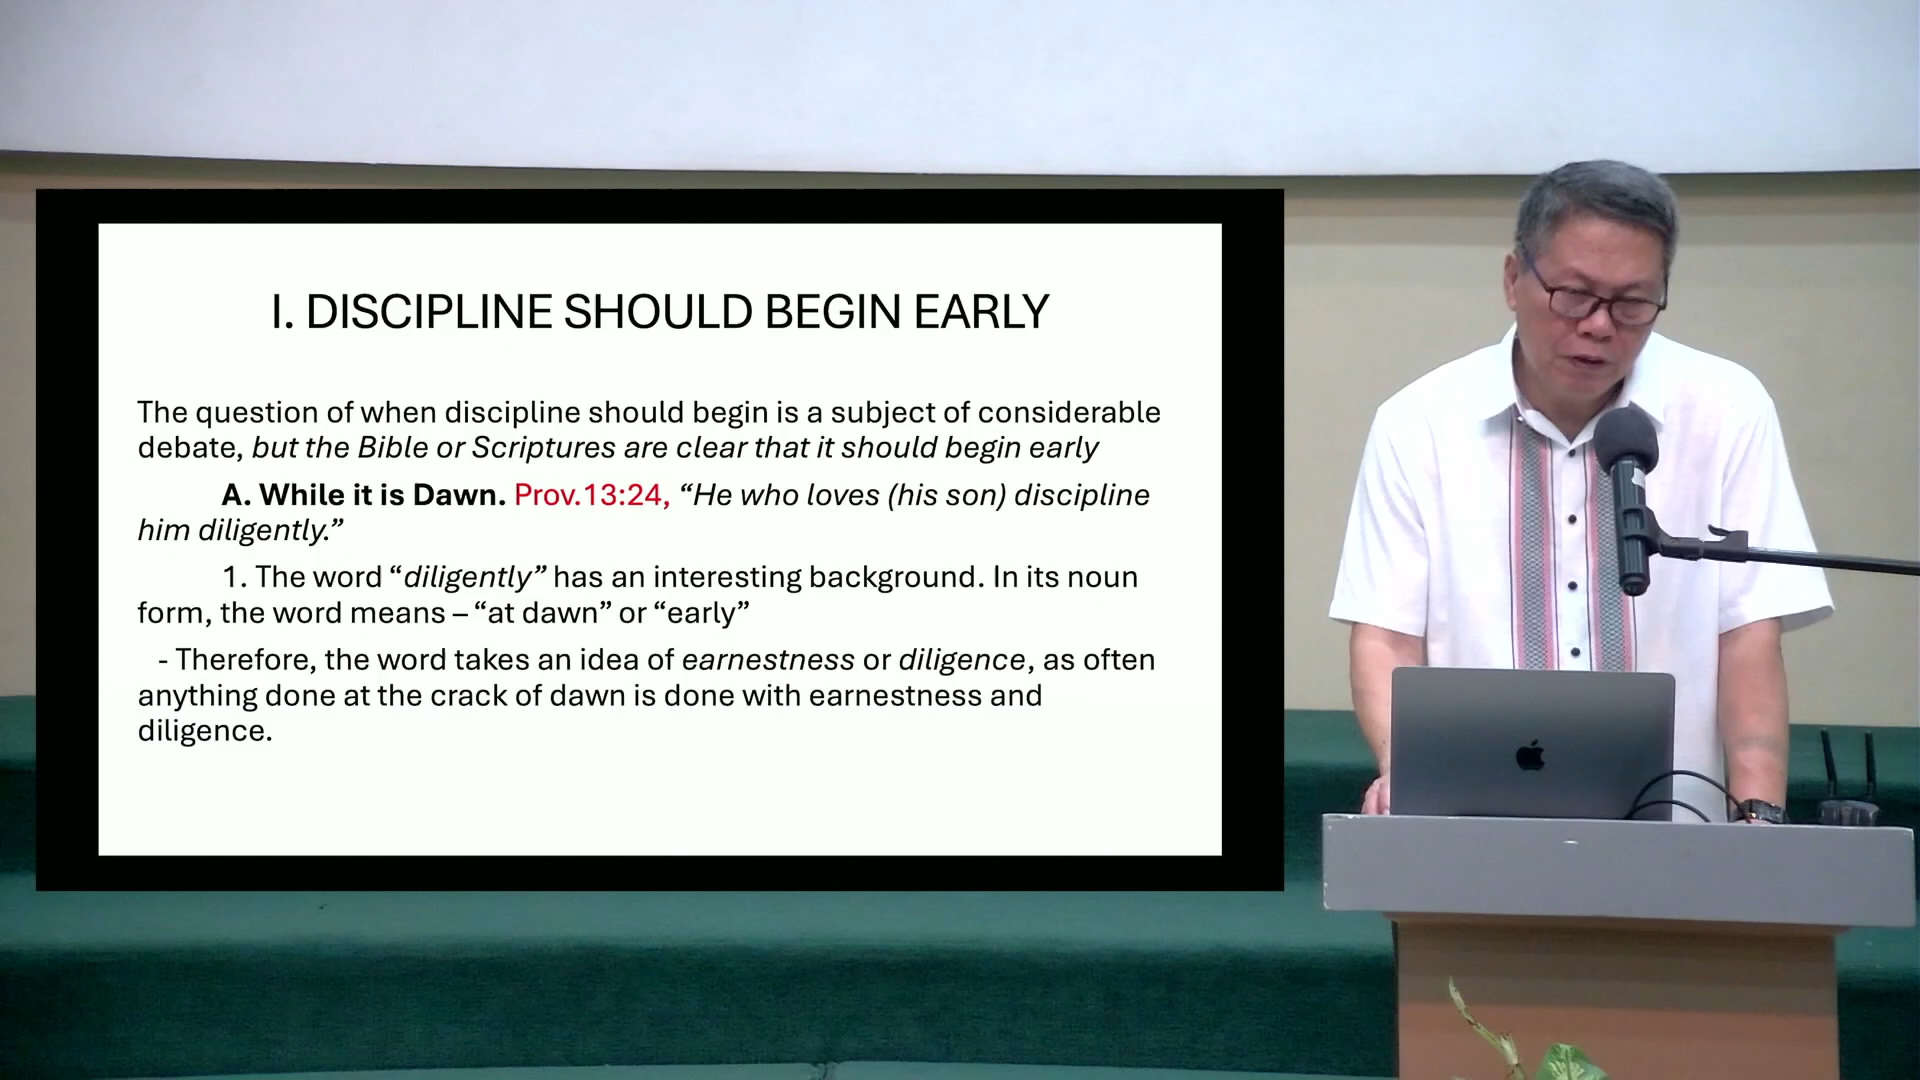 I. DISCIPLINE SHOULD BEGIN EARLY
The question of when discipline should begin is a subject of considerable
debate, but the Bible or Scriptures are clear that it should begin early
A. While it is Dawn. Prov.13:24, “He who loves (his son) discipline
him diligently.”
1. The word “diligently” has an interesting background. In its noun
form, the word means – “at dawn” or “early”
- Therefore, the word takes an idea of earnestness or diligence, as often
anything done at the crack of dawn is done with earnestness and
diligence.